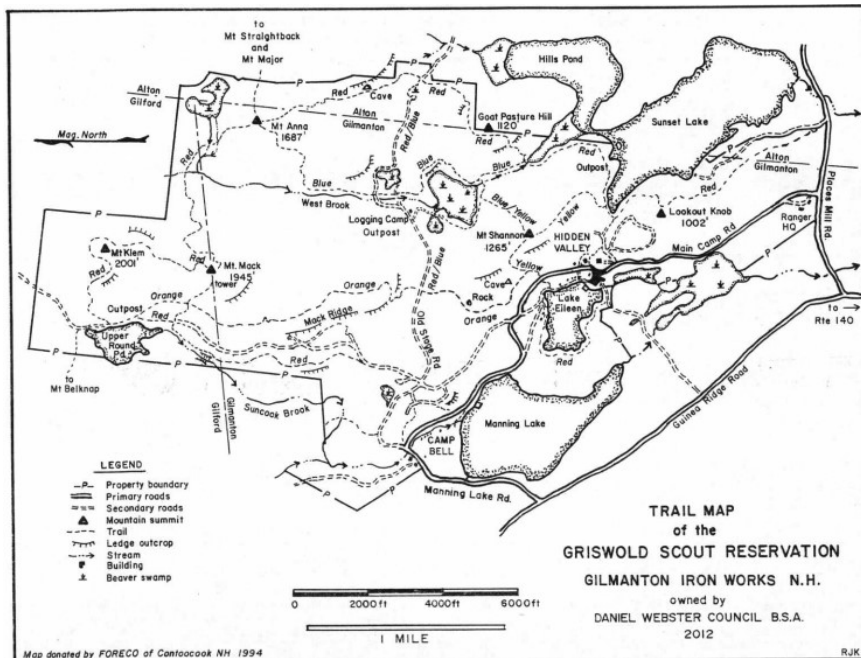 to
Mt Straightback
and
Mt Major
Alton
Gilford
Red
Cave
Alton
Gilmanton
Red
Hills Pond
Goat Pasture Hill
1120'
Sunset Lake
Mag. North
Mt Anna
1687'
Red/Blue
Red
Red
Blue
Blue
Red
Outpost
Alton
Gilmanton
Red
Places Mill Rd
Blue
West Brook
Logging Camp
Outpost
Blue/Yellow
Yellow
Mt Shannon
1265'
HIDDEN
VALLEY
Lookout Knob
1002'
Ranger
HQ
Main Camp Rd
P
Mt Klem
2001'
Red
Red
Mt. Mack
1945'
tower
Red/Blue
Yellow
Cave
Rock
Orange
Orange
Orange
Mack Ridge
Lake
Eileen
Red
to
Rte 140
Outpost
Red
Upper
Round
Pd.
Red
Old Stage Rd
to
Mt Belknap
Gilmanton
Gilford
Suncook Brook
Guinea Ridge Road
Manning Lake
CAMP
BELL
Manning Lake Rd.
LEGEND
—P— Property boundary
Primary roads
Secondary roads
Mountain summit
Trail
Ledge outcrop
Stream
Building
Beaver swamp
TRAIL MAP
of the
GRISWOLD SCOUT RESERVATION
GILMANTON IRON WORKS N.H.
owned by
DANIEL WEBSTER COUNCIL B.S.A.
2012
0 2000ft 4000ft 6000ft
1 MILE
Map donated by FORECO of Contoocook NH 1994
RJK